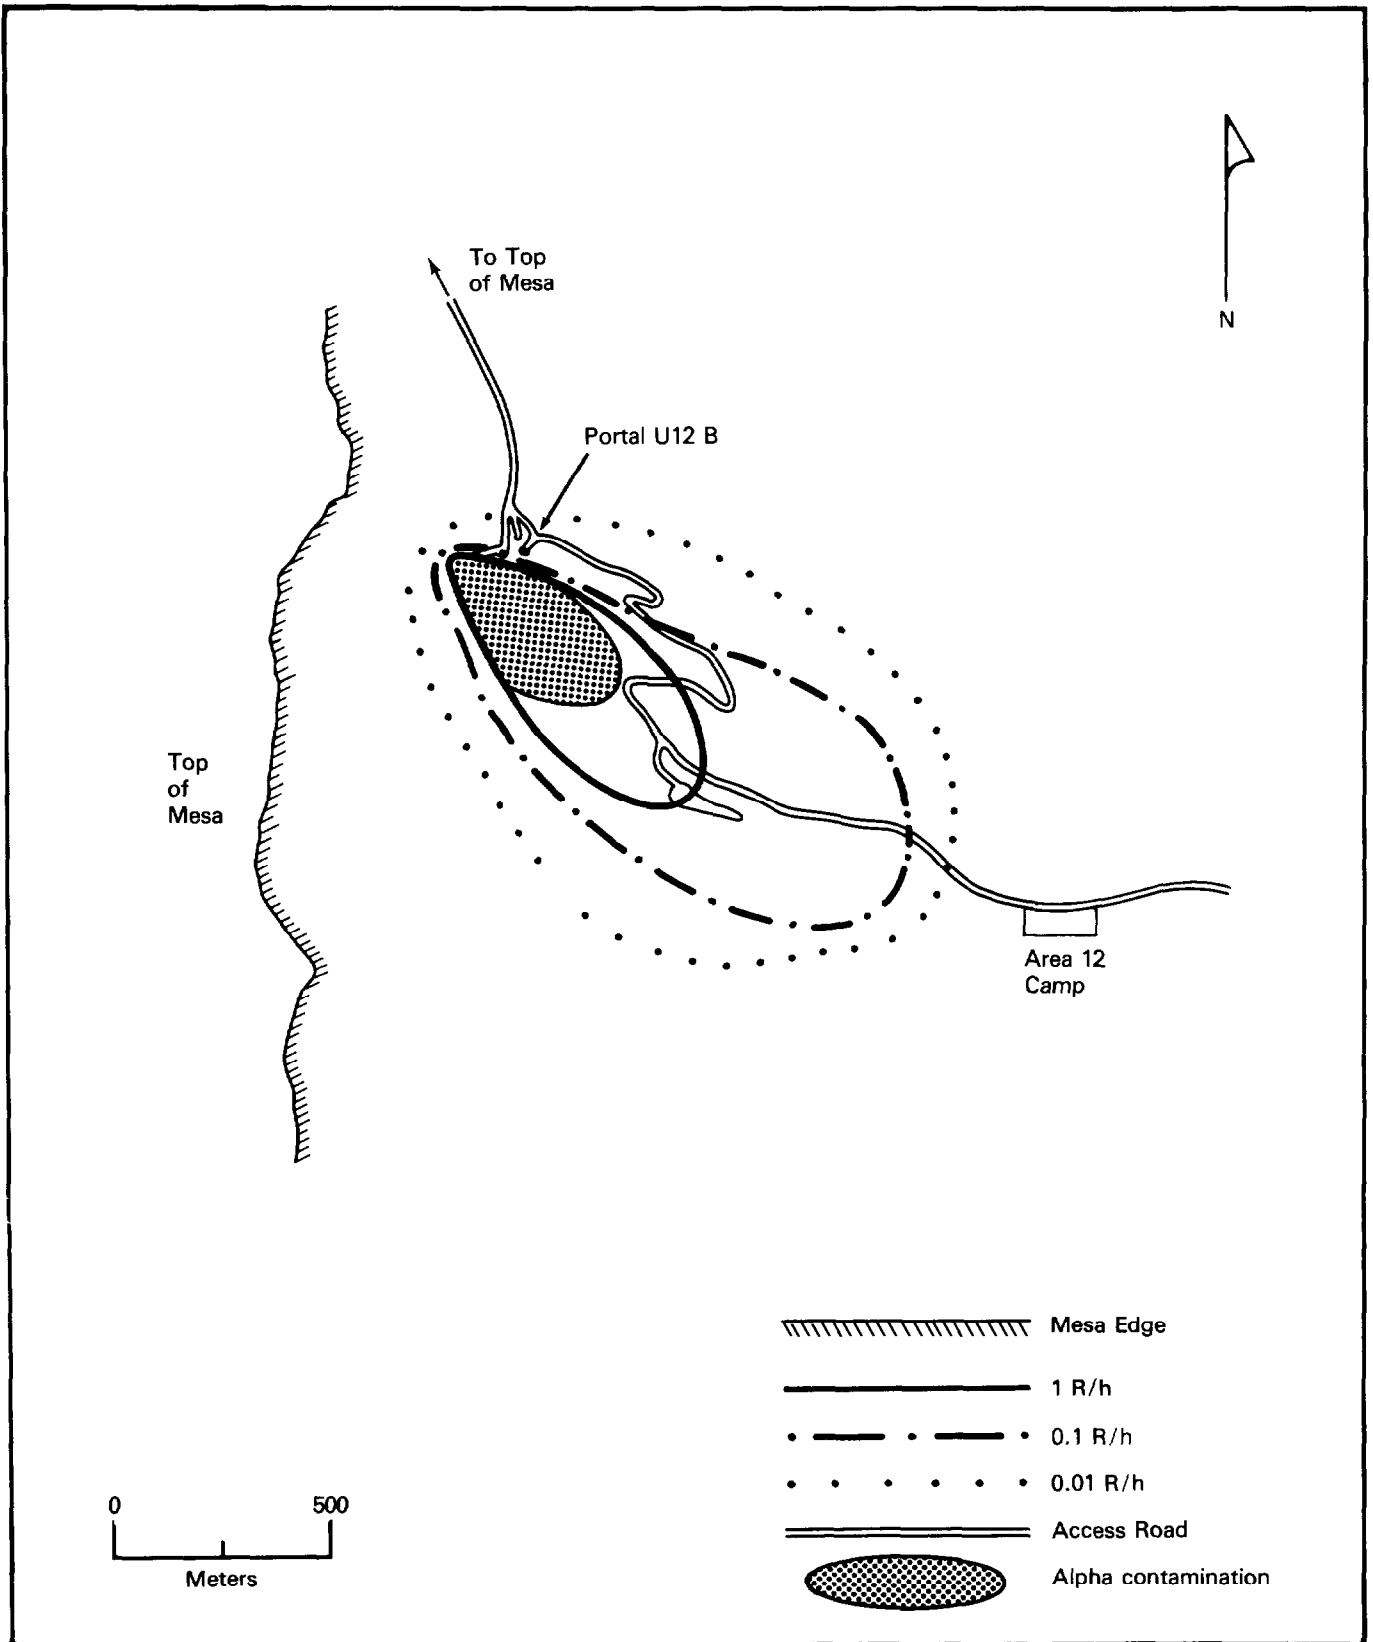 To Top
of Mesa
N
Portal U12 B
Top
of
Mesa
Area 12
Camp
Mesa Edge
1 R/h
0.1 R/h
0.01 R/h
Access Road
Alpha contamination
0 500
Meters